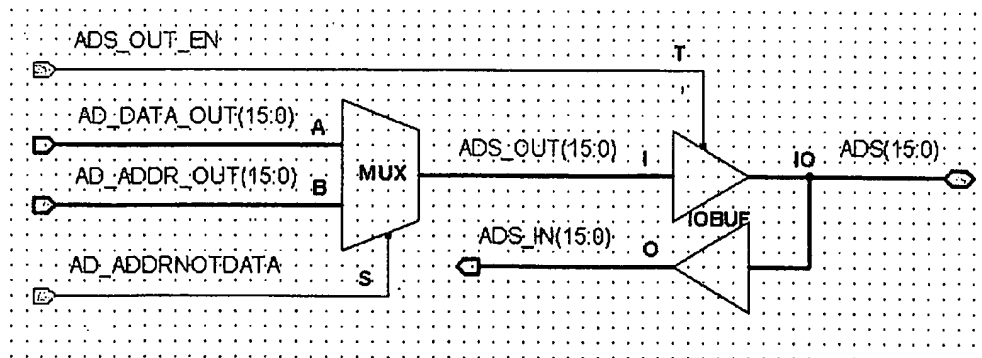 ADS_OUT_EN
T
AD_DATA_OUT(15:0)
A
ADS_OUT(15:0)
I
IO
ADS(15:0)
MUX
AD_ADDR_OUT(15:0)
B
IOBUF
ADS_IN(15:0)
O
AD_ADDRNOTDATA
S